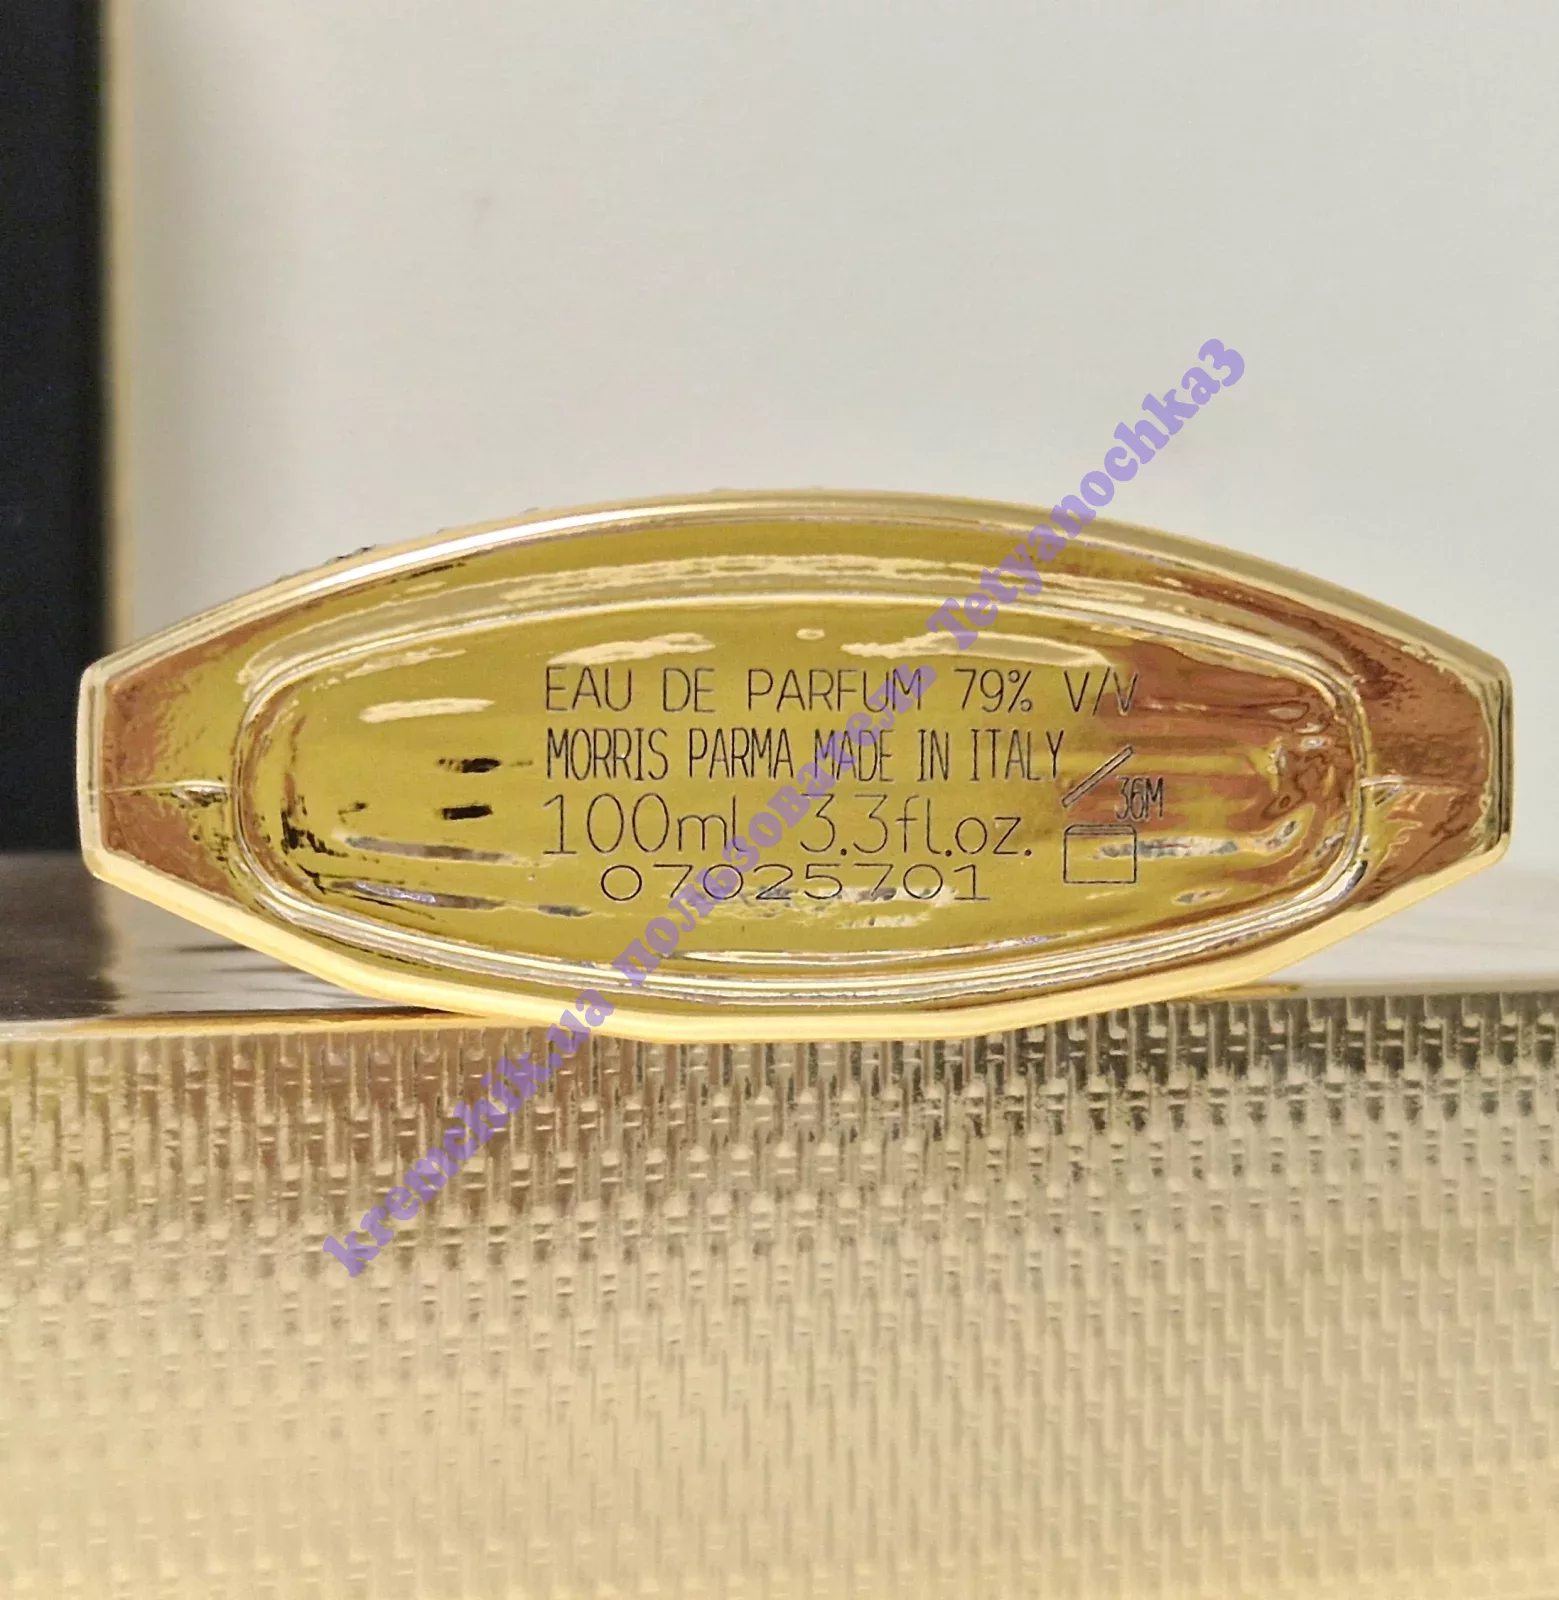 EAU DE PARFUM 79% V/V
MORRIS PARMA MADE IN ITALY
36M
100ml 3.3fl.oz.
07025701
kremchik.ua пользователь Tetyanochka3